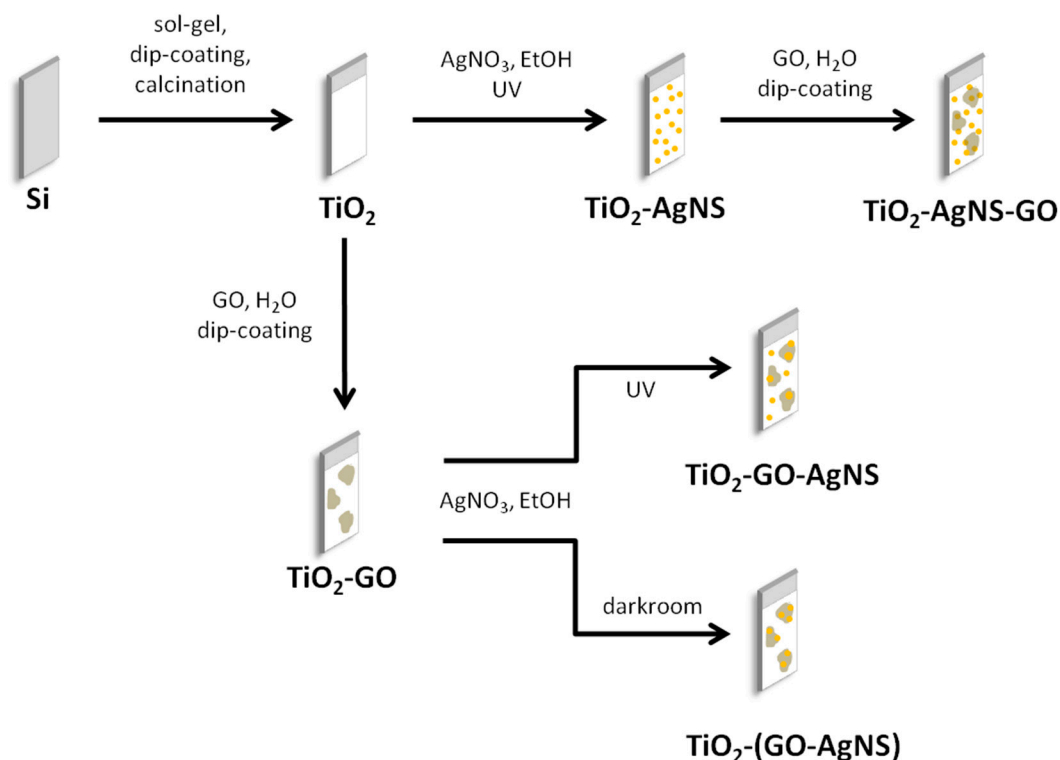 sol-gel,
dip-coating,
calcination
AgNO₃, EtOH
UV
GO, H₂O
dip-coating
Si
TiO₂
TiO₂-AgNS
TiO₂-AgNS-GO
GO, H₂O
dip-coating
UV
TiO₂-GO-AgNS
AgNO₃, EtOH
TiO₂-GO
darkroom
TiO₂-(GO-AgNS)